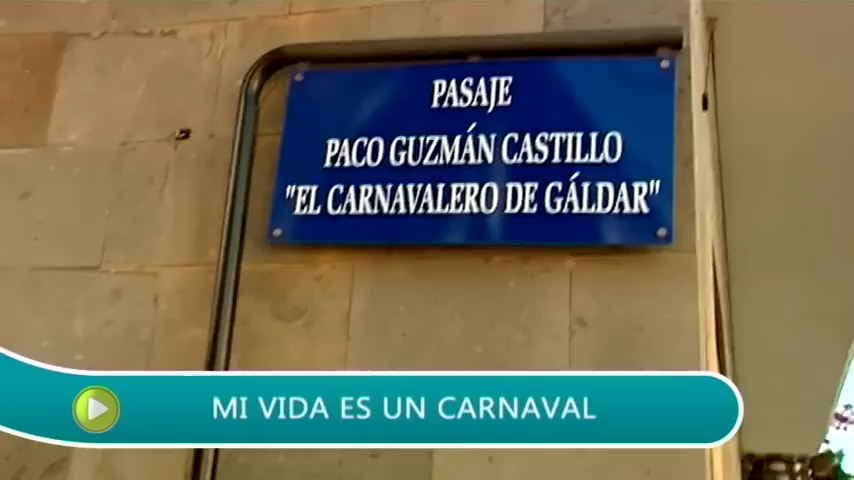 PASAJE
PACO GUZMÁN CASTILLO
"EL CARNAVALERO DE GÁLDAR"
MI VIDA ES UN CARNAVAL